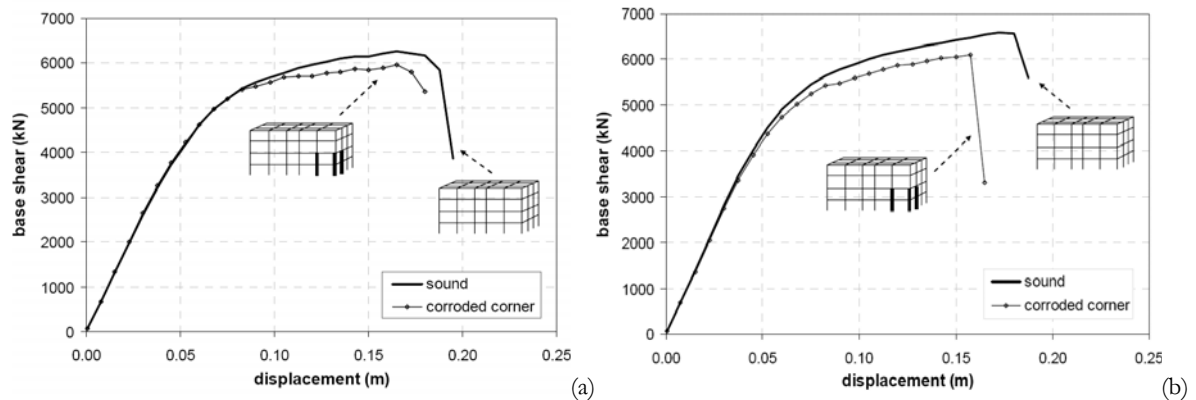 7000
6000
5000
4000
3000
2000
1000
0
base shear (kN)
sound
corroded corner
0.00 0.05 0.10 0.15 0.20 0.25
displacement (m)
(a)
7000
6000
5000
4000
3000
2000
1000
0
base shear (kN)
sound
corroded corner
0.00 0.05 0.10 0.15 0.20 0.25
displacement (m)
(b)